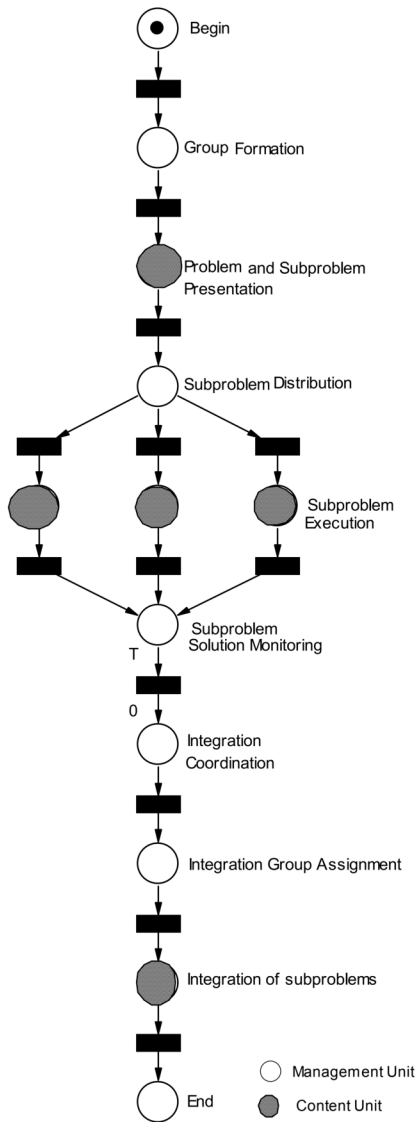 Begin
Group Formation
Problem and Subproblem
Presentation
Subproblem Distribution
Subproblem
Execution
Subproblem
Solution Monitoring
T
0
Integration
Coordination
Integration Group Assignment
Integration of subproblems
End
Management Unit
Content Unit